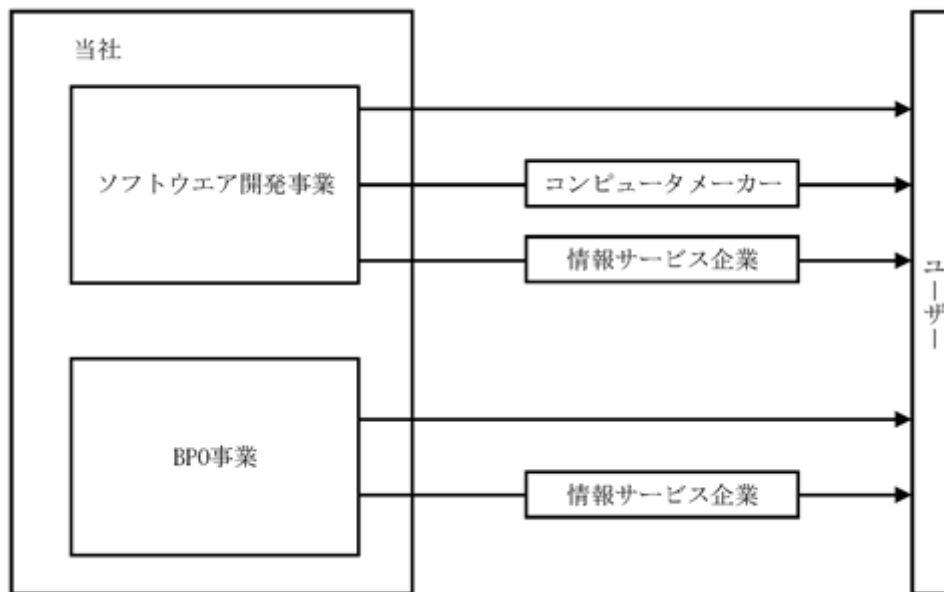 当社
ソフトウエア開発事業
コンピュータメーカー
情報サービス企業
ユーザー
BPO事業
情報サービス企業